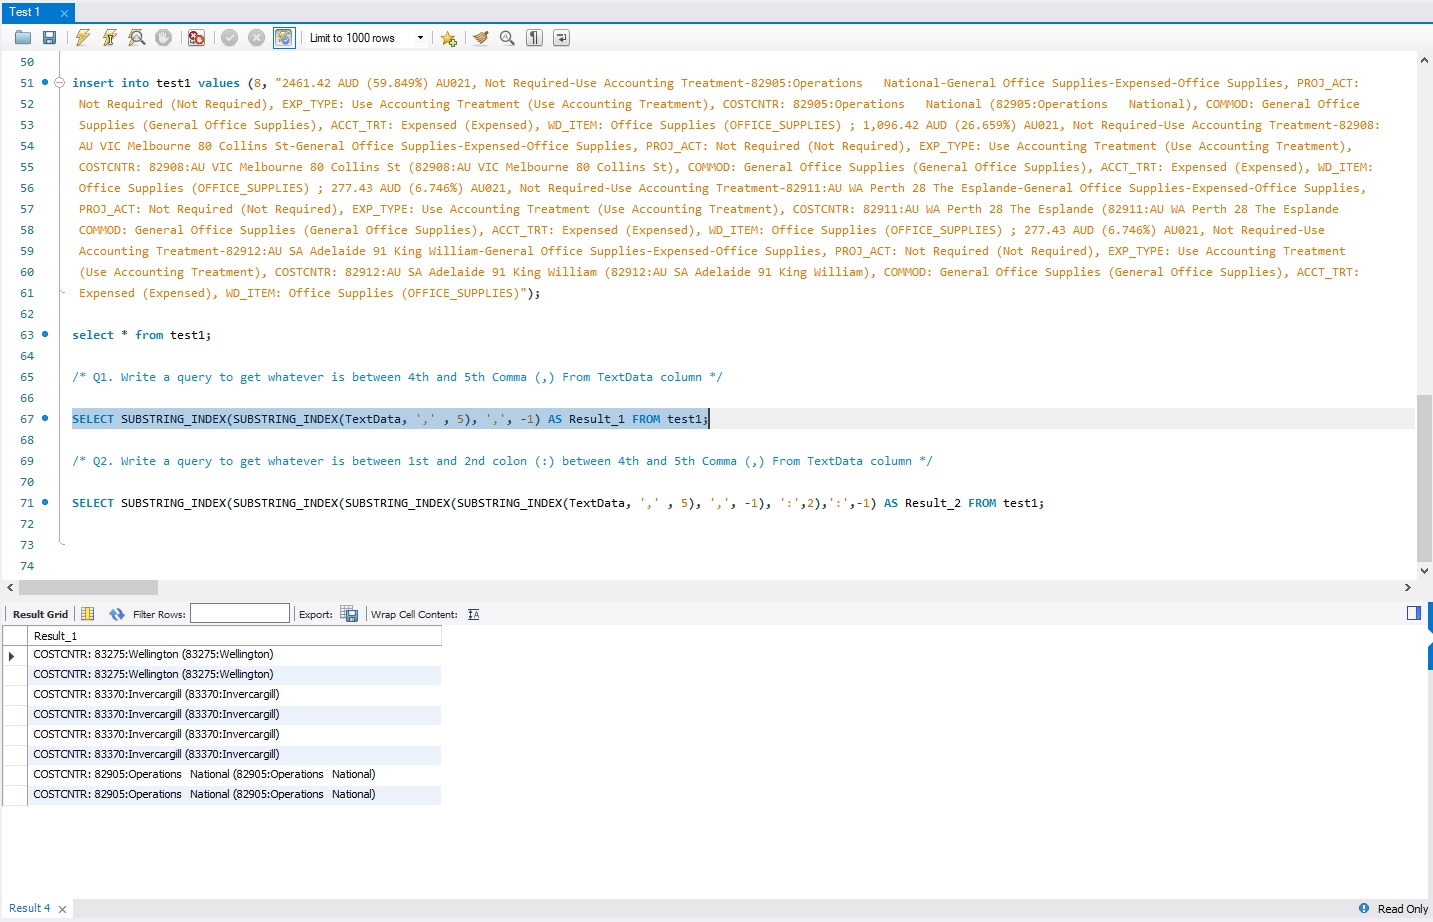 Test 1
Limit to 1000 rows
50
51 insert into test1 values (8, "2461.42 AUD (59.849%) AU021, Not Required-Use Accounting Treatment-82905:Operations   National-General Office Supplies-Expensed-Office Supplies, PROJ_ACT:
52 Not Required (Not Required), EXP_TYPE: Use Accounting Treatment (Use Accounting Treatment), COSTCNTR: 82905:Operations   National (82905:Operations   National), COMMOD: General Office
53 Supplies (General Office Supplies), ACCT_TRT: Expensed (Expensed), WD_ITEM: Office Supplies (OFFICE_SUPPLIES) ; 1,096.42 AUD (26.659%) AU021, Not Required-Use Accounting Treatment-82908:
54 AU VIC Melbourne 80 Collins St-General Office Supplies-Expensed-Office Supplies, PROJ_ACT: Not Required (Not Required), EXP_TYPE: Use Accounting Treatment (Use Accounting Treatment),
55 COSTCNTR: 82908:AU VIC Melbourne 80 Collins St (82908:AU VIC Melbourne 80 Collins St), COMMOD: General Office Supplies (General Office Supplies), ACCT_TRT: Expensed (Expensed), WD_ITEM:
56 Office Supplies (OFFICE_SUPPLIES) ; 277.43 AUD (6.746%) AU021, Not Required-Use Accounting Treatment-82911:AU WA Perth 28 The Esplande-General Office Supplies-Expensed-Office Supplies,
57 PROJ_ACT: Not Required (Not Required), EXP_TYPE: Use Accounting Treatment (Use Accounting Treatment), COSTCNTR: 82911:AU WA Perth 28 The Esplande (82911:AU WA Perth 28 The Esplande
58 COMMOD: General Office Supplies (General Office Supplies), ACCT_TRT: Expensed (Expensed), WD_ITEM: Office Supplies (OFFICE_SUPPLIES) ; 277.43 AUD (6.746%) AU021, Not Required-Use
59 Accounting Treatment-82912:AU SA Adelaide 91 King William-General Office Supplies-Expensed-Office Supplies, PROJ_ACT: Not Required (Not Required), EXP_TYPE: Use Accounting Treatment
60 (Use Accounting Treatment), COSTCNTR: 82912:AU SA Adelaide 91 King William (82912:AU SA Adelaide 91 King William), COMMOD: General Office Supplies (General Office Supplies), ACCT_TRT:
61 Expensed (Expensed), WD_ITEM: Office Supplies (OFFICE_SUPPLIES)");
62
63 select * from test1;
64
65 /* Q1. Write a query to get whatever is between 4th and 5th Comma (,) From TextData column */
66
67 SELECT SUBSTRING_INDEX(SUBSTRING_INDEX(TextData, ',' , 5), ',', -1) AS Result_1 FROM test1;
68
69 /* Q2. Write a query to get whatever is between 1st and 2nd colon (:) between 4th and 5th Comma (,) From TextData column */
70
71 SELECT SUBSTRING_INDEX(SUBSTRING_INDEX(SUBSTRING_INDEX(SUBSTRING_INDEX(TextData, ',' , 5), ',', -1), ':',2),':',-1) AS Result_2 FROM test1;
72
73
74
Result Grid Filter Rows: Export: Wrap Cell Content: IA
Result_1
COSTCNTR: 83275:Wellington (83275:Wellington)
COSTCNTR: 83275:Wellington (83275:Wellington)
COSTCNTR: 83370:Invercargill (83370:Invercargill)
COSTCNTR: 83370:Invercargill (83370:Invercargill)
COSTCNTR: 83370:Invercargill (83370:Invercargill)
COSTCNTR: 83370:Invercargill (83370:Invercargill)
COSTCNTR: 82905:Operations   National (82905:Operations   National)
COSTCNTR: 82905:Operations   National (82905:Operations   National)
Result 4 Read Only